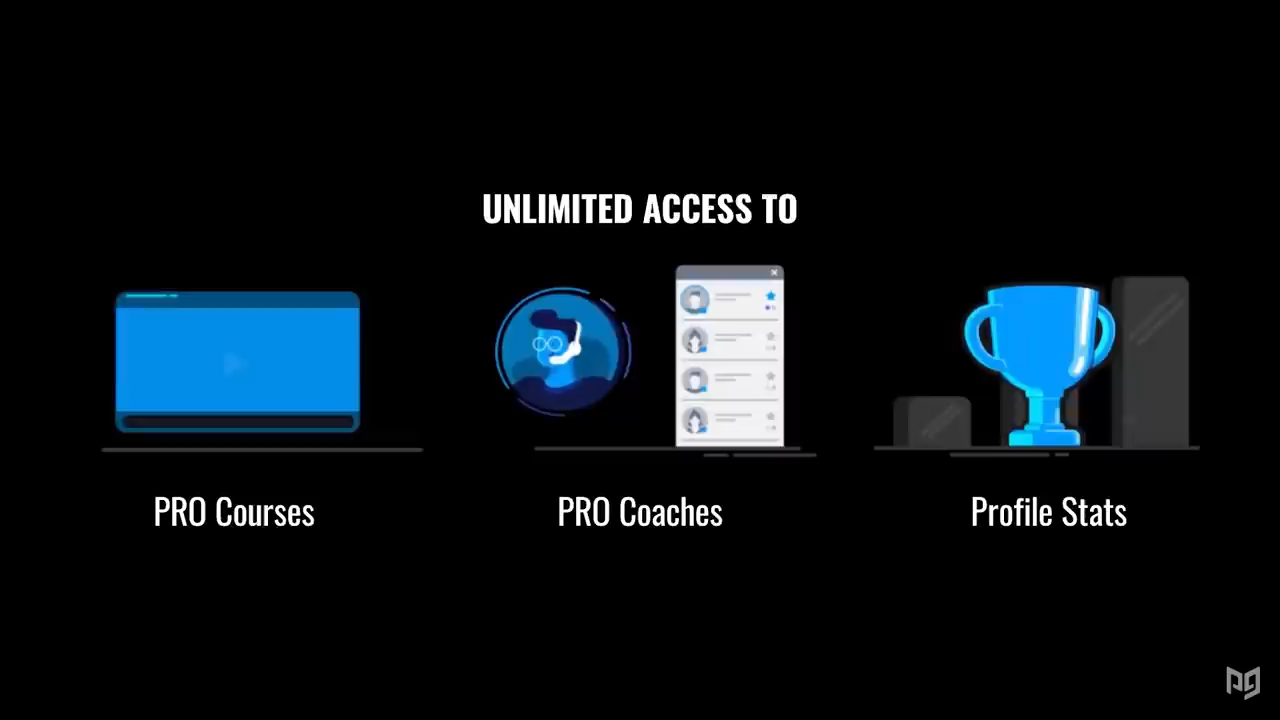 UNLIMITED ACCESS TO
PRO Courses
PRO Coaches
Profile Stats